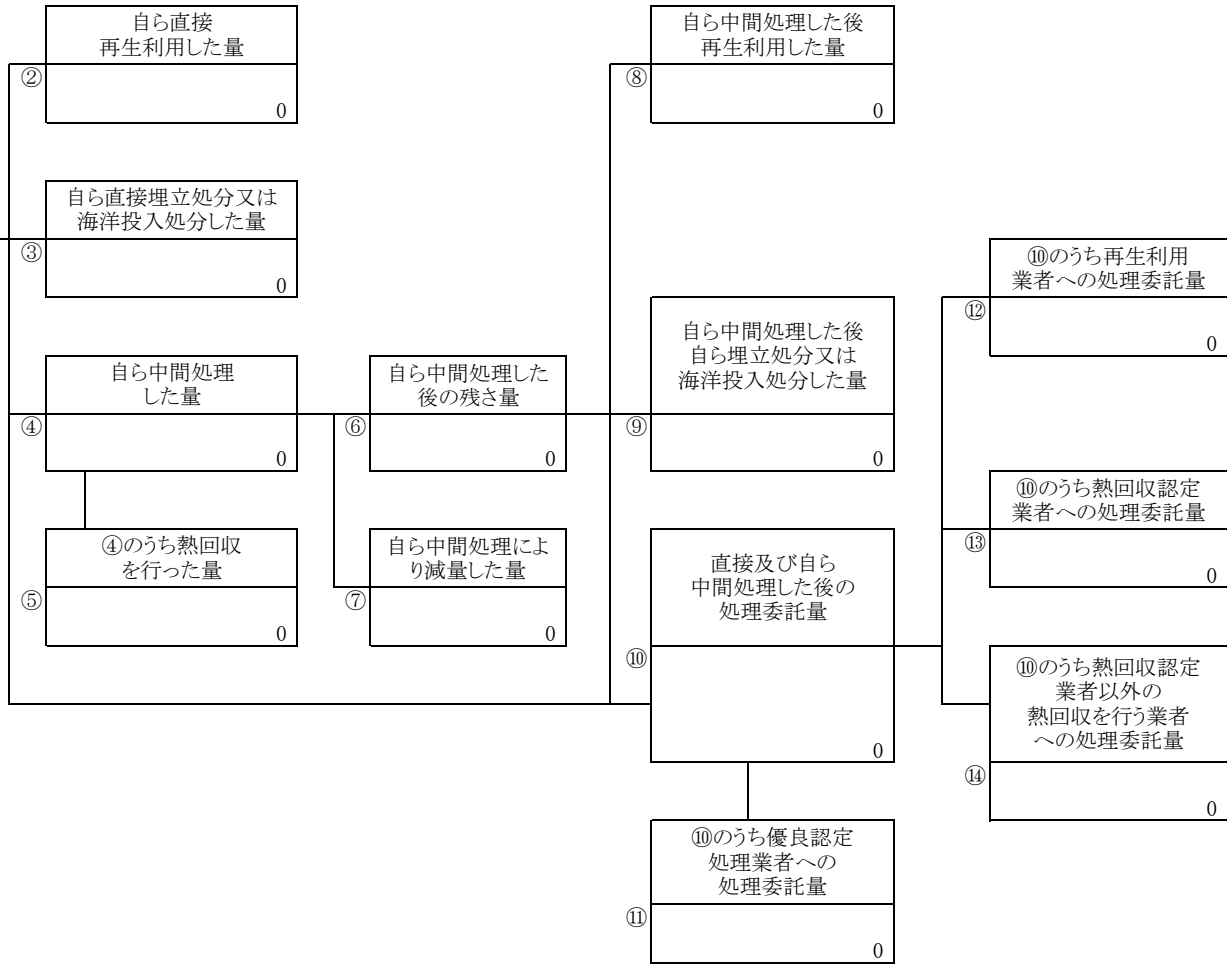 自ら直接
再生利用した量
②
0
自ら直接埋立処分又は
海洋投入処分した量
③
0
自ら中間処理
した量
④
0
④のうち熱回収
を行った量
⑤
0
自ら中間処理した
後の残さ量
⑥
0
自ら中間処理によ
り減量した量
⑦
0
自ら中間処理した後
再生利用した量
⑧
0
自ら中間処理した後
自ら埋立処分又は
海洋投入処分した量
⑨
0
直接及び自ら
中間処理した後の
処理委託量
⑩
0
⑩のうち優良認定
処理業者への
処理委託量
⑪
0
⑩のうち再生利用
業者への処理委託量
⑫
0
⑩のうち熱回収認定
業者への処理委託量
⑬
0
⑩のうち熱回収認定
業者以外の
熱回収を行う業者
への処理委託量
⑭
0